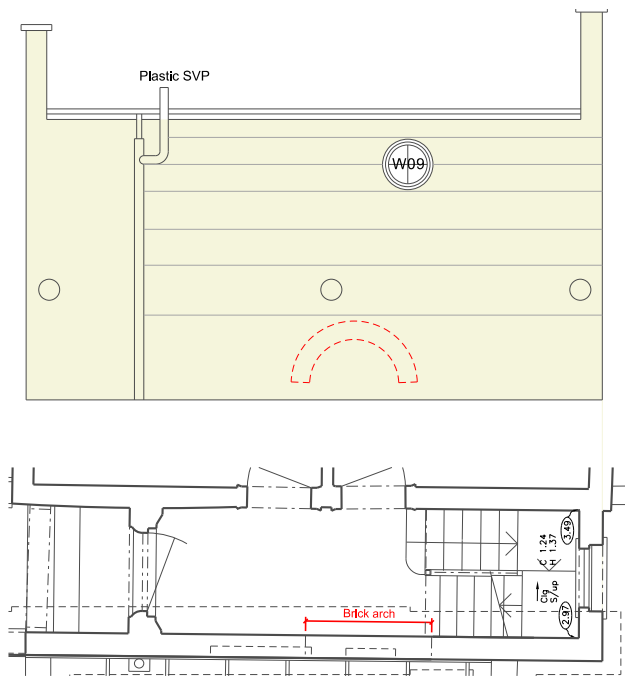 Plastic SVP
W09
3.49
C 1.24
H 1.37
Clg
S/up
2.97
Brick arch